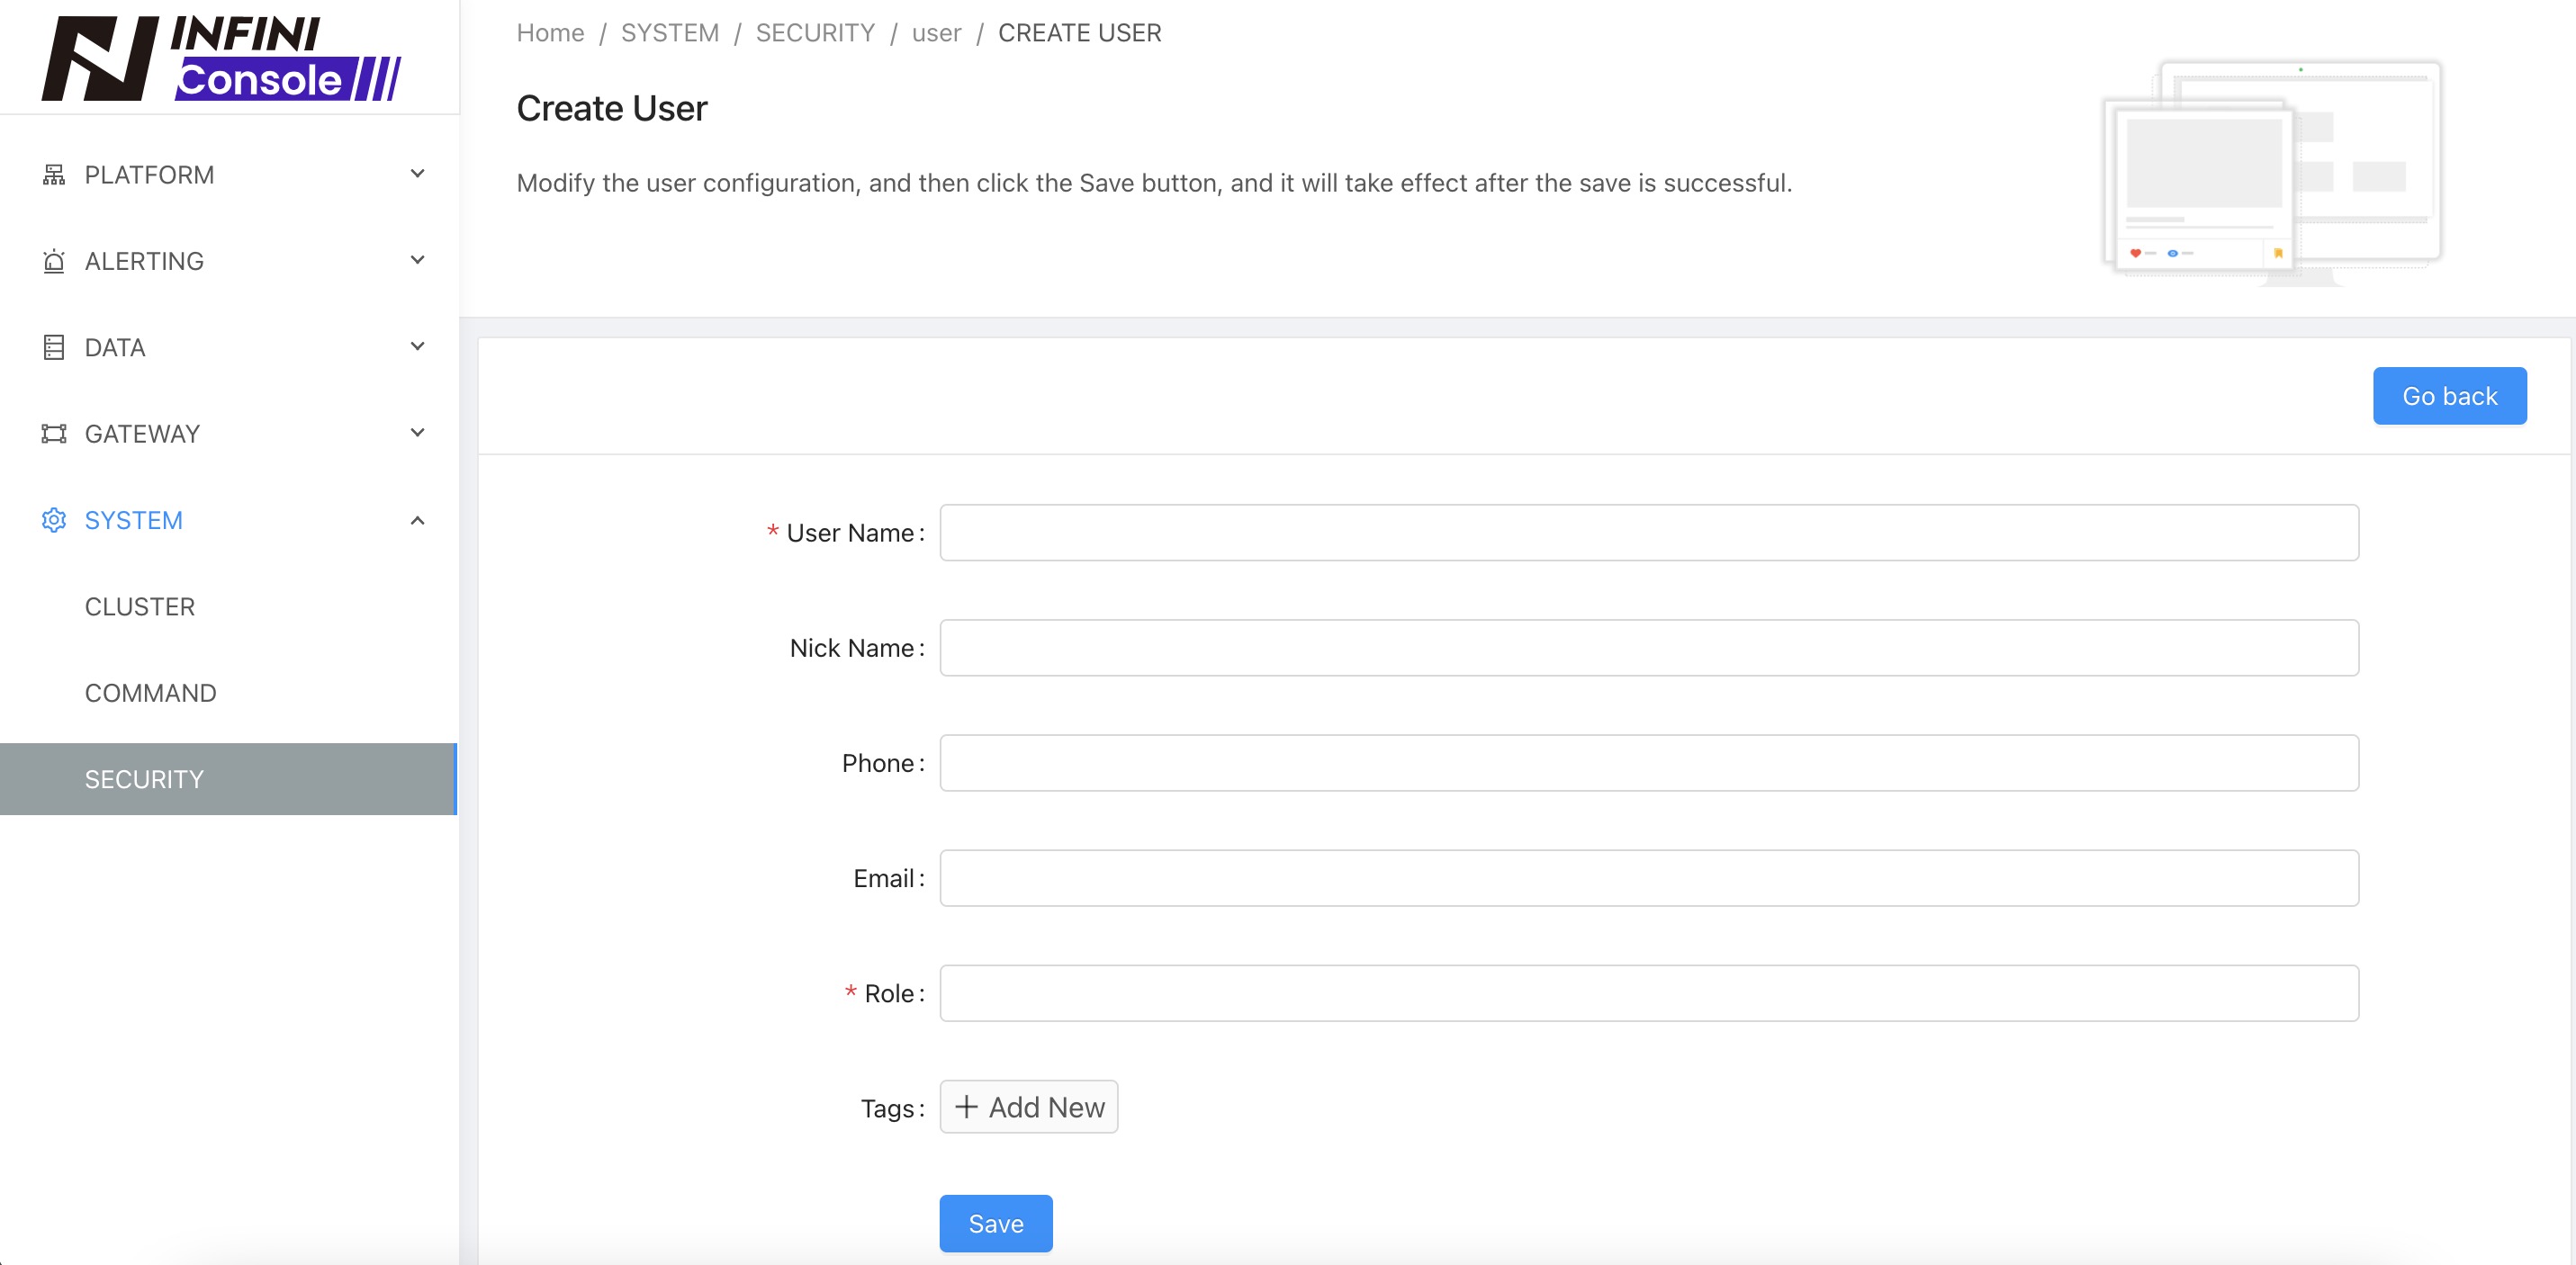 INFINI
Console
PLATFORM
ALERTING
DATA
GATEWAY
SYSTEM
CLUSTER
COMMAND
SECURITY
Home / SYSTEM / SECURITY / user / CREATE USER
Create User
Modify the user configuration, and then click the Save button, and it will take effect after the save is successful.
Go back
* User Name :
Nick Name :
Phone :
Email :
* Role :
Tags : + Add New
Save